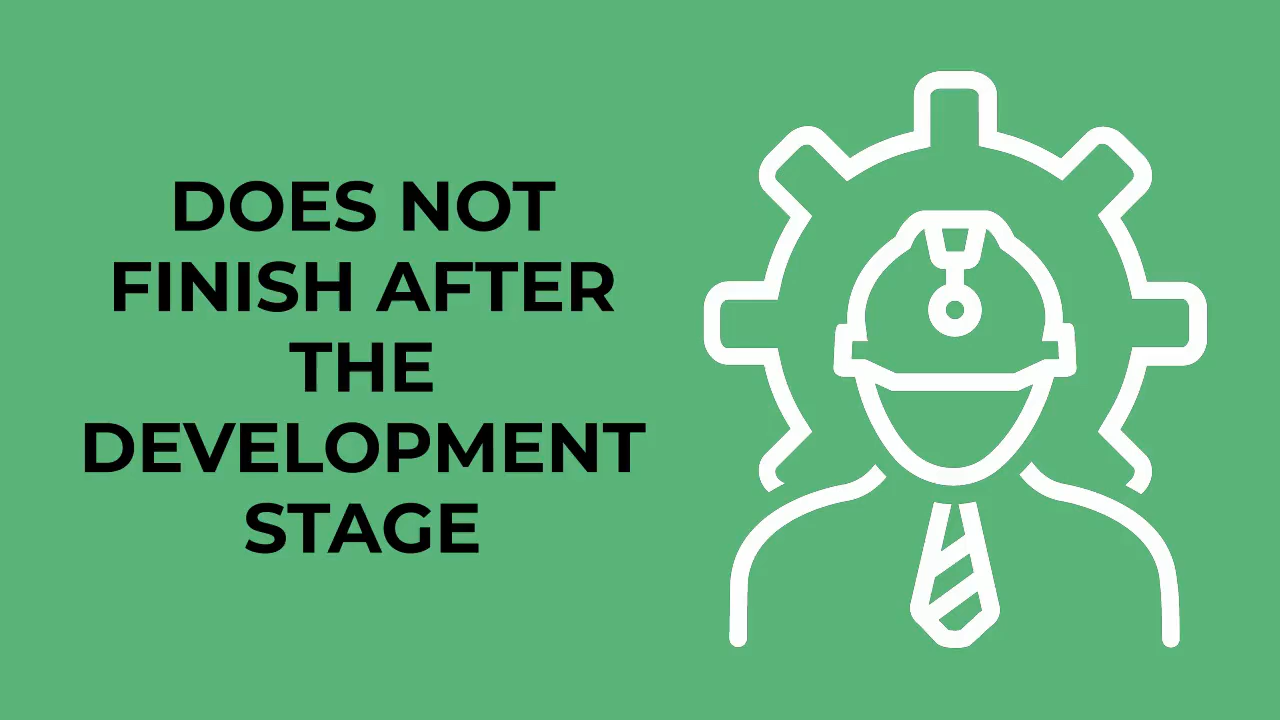 DOES NOT
FINISH AFTER
THE
DEVELOPMENT
STAGE